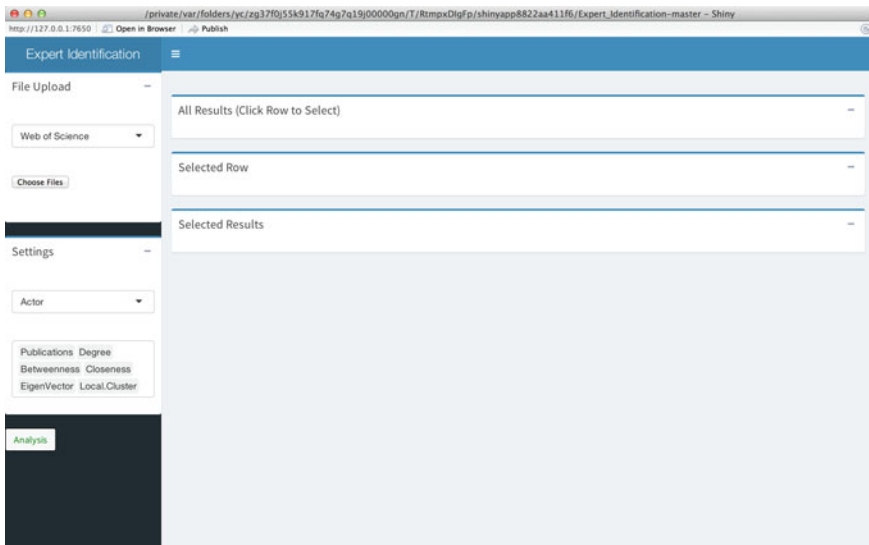 /private/var/folders/yc/zg37f0j55k917fq74g7q19j00000gn/T/RtmpxDIgFp/shinyapp8822aa411f6/Expert_Identification-master – Shiny
http://127.0.0.1:7650 Open in Browser Publish
Expert Identification
File Upload
Web of Science
Choose Files
Settings
Actor
Publications Degree
Betweenness Closeness
EigenVector Local.Cluster
Analysis
All Results (Click Row to Select)
Selected Row
Selected Results